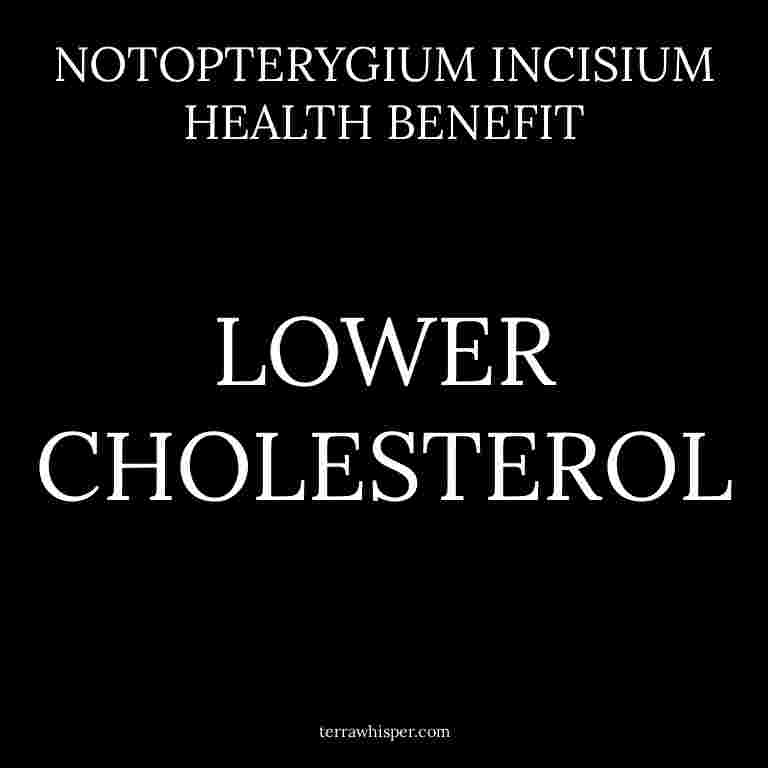 NOTOPTERYGIUM INCISIUM
HEALTH BENEFIT
LOWER
CHOLESTEROL
terrawhisper.com